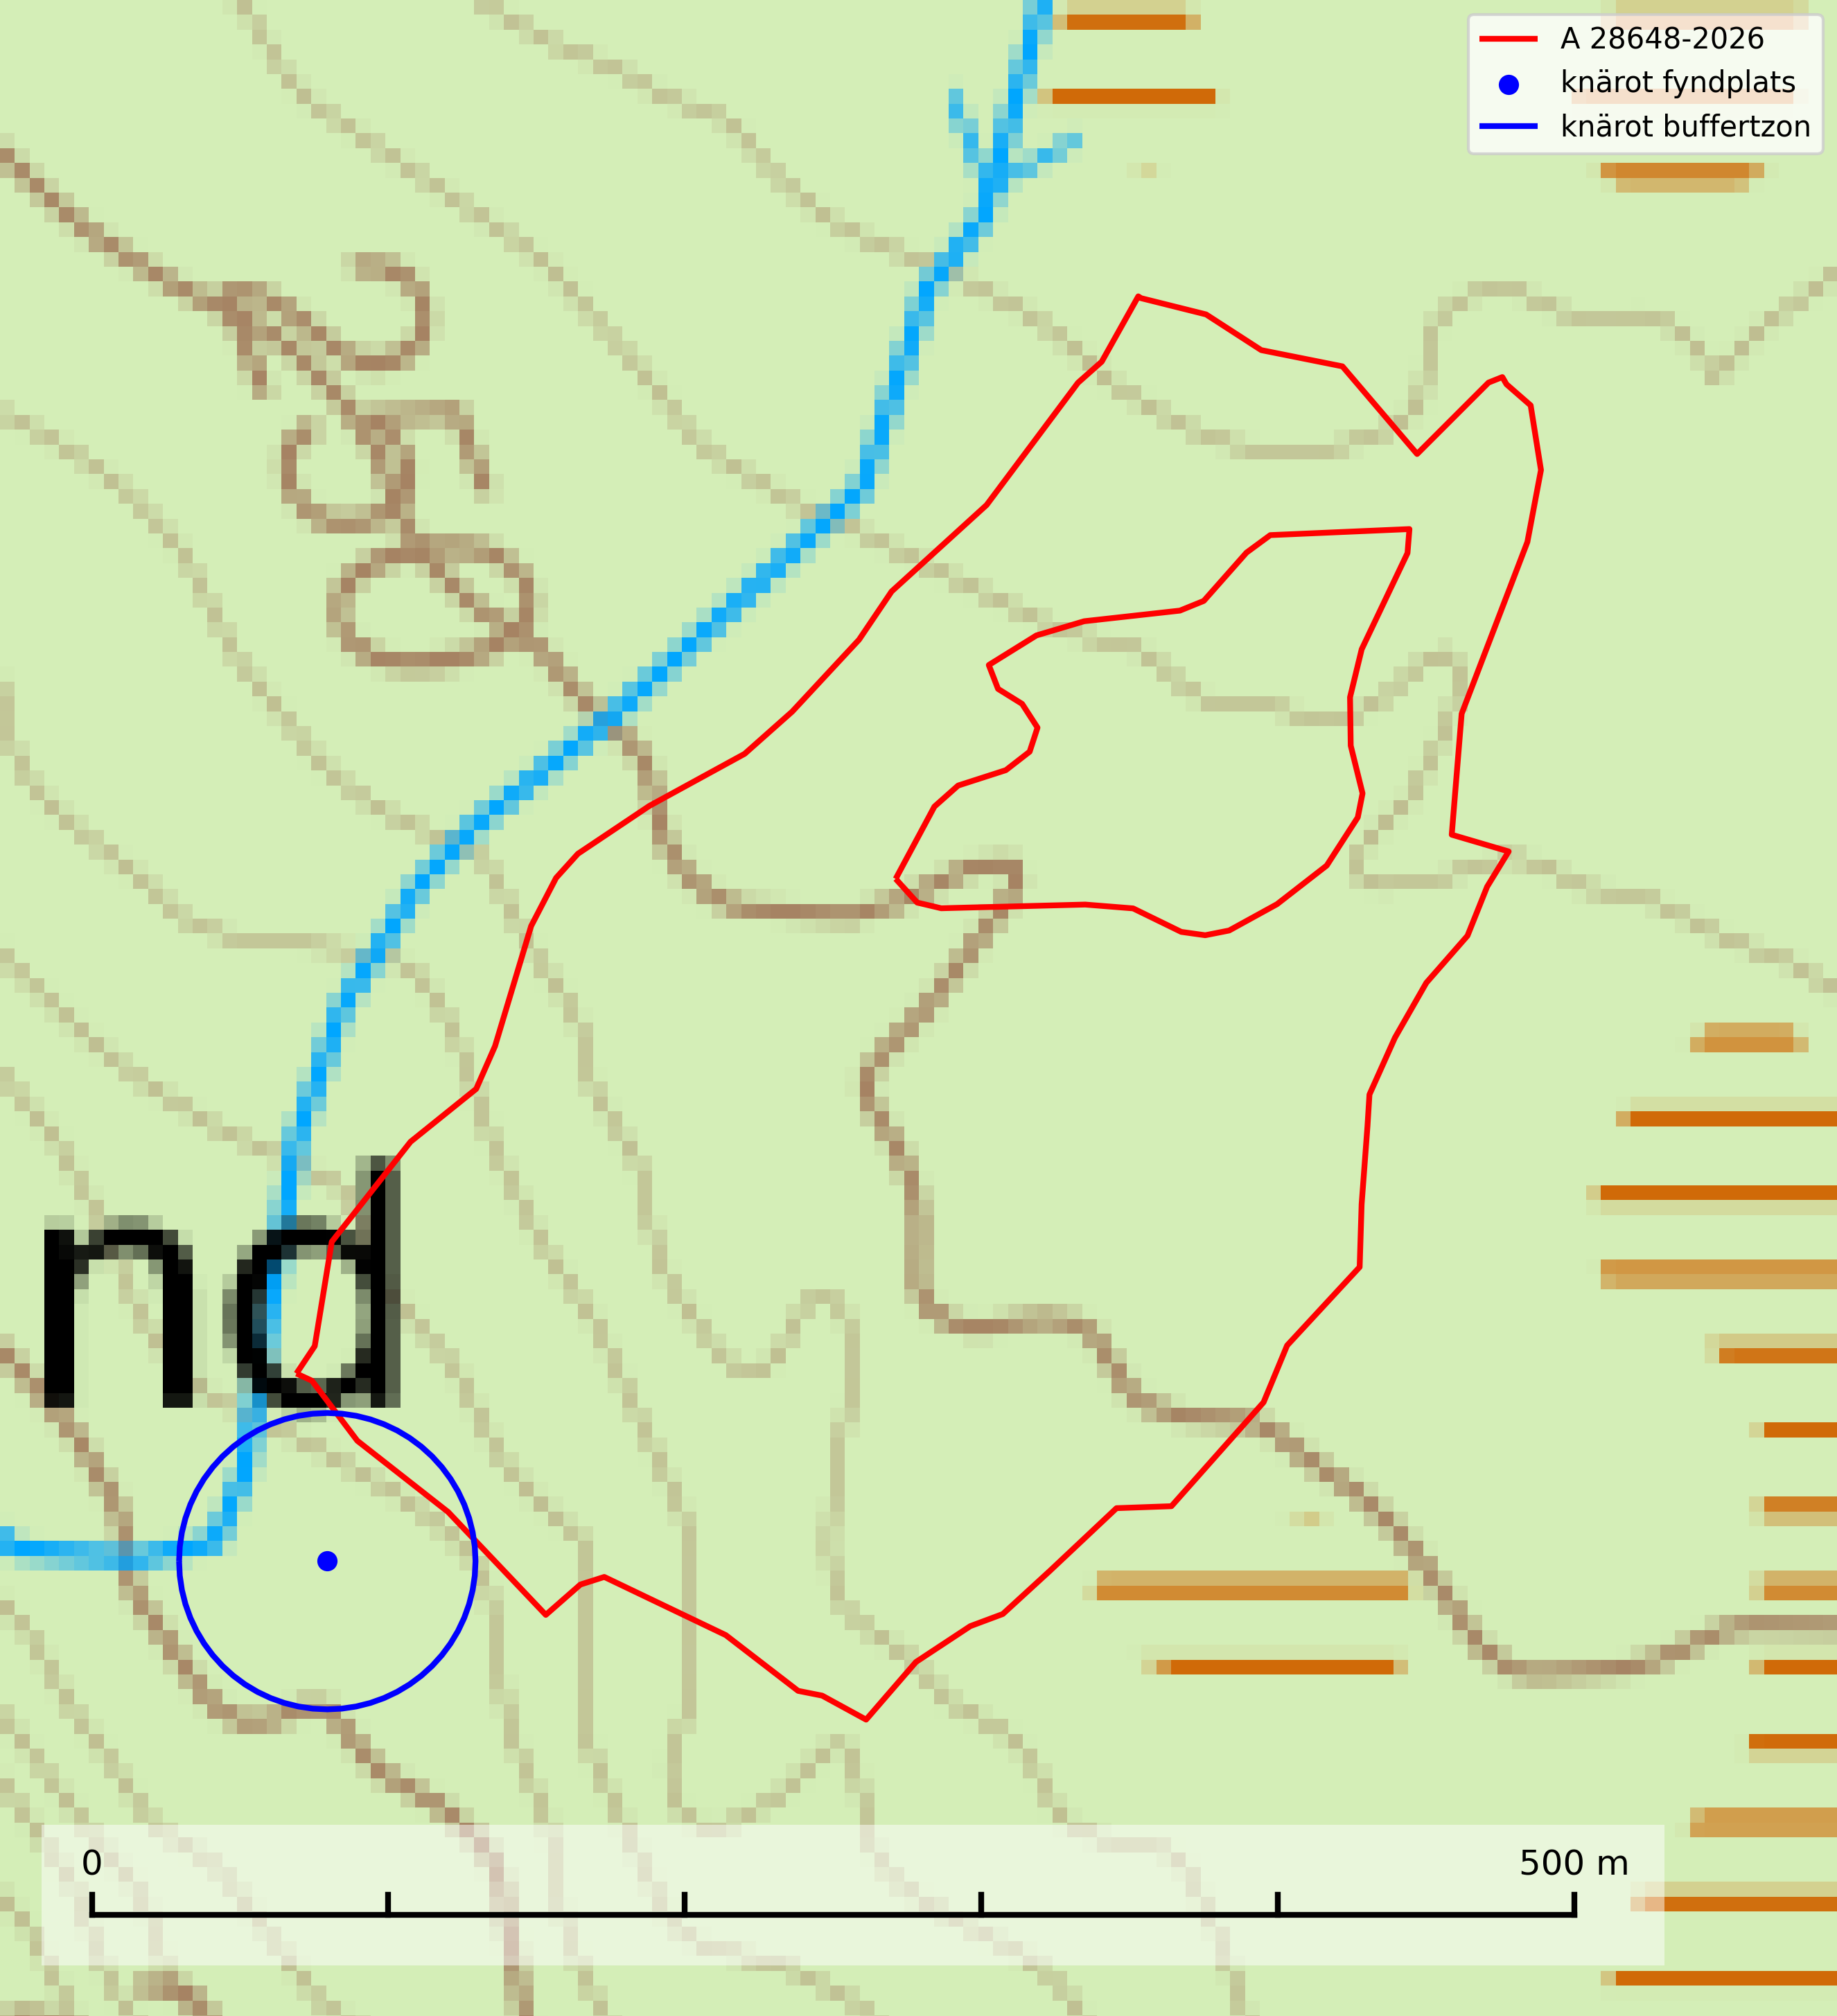 A 28648-2026
knärot fyndplats
knärot buffertzon
nd
0 500 m